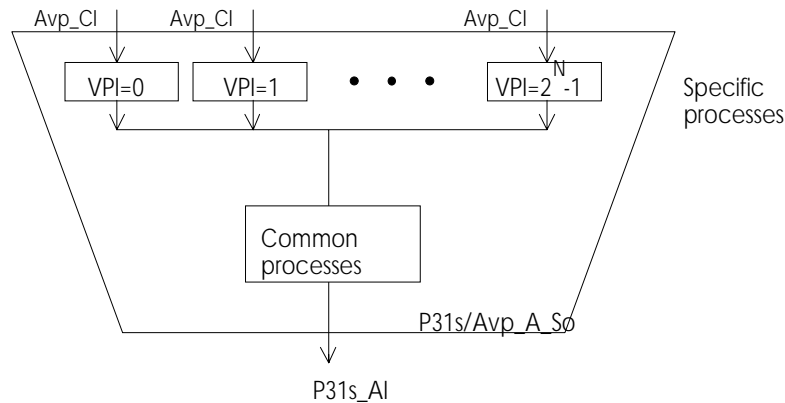 Avp_CI Avp_CI Avp_CI
VPI=0 VPI=1 • • • VPI=2^N-1
Specific
processes
Common
processes
P31s/Avp_A_So
P31s_AI